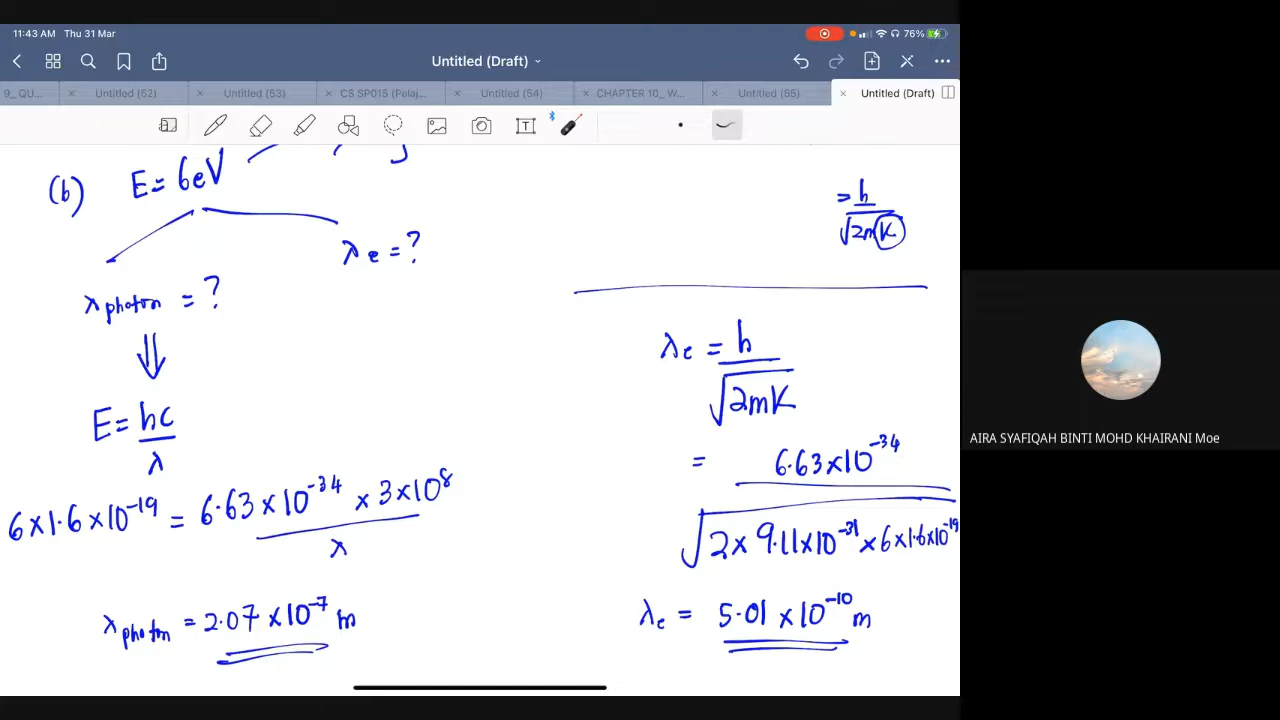 11:43 AM Thu 31 Mar
76%
Untitled (Draft)
9_ QU...
Untitled (52)
Untitled (53)
CS SP015 (Pelaj...
Untitled (54)
CHAPTER 10_ W...
Untitled (55)
Untitled (Draft)
(b) E = 6eV
λe = ?
λphoton = ?
E = hc/λ
6×1.6×10⁻¹⁹ = 6.63×10⁻³⁴ × 3×10⁸ / λ
λphoton = 2.07 × 10⁻⁷ m
= h/√2mK
λe = h/√2mK
= 6.63×10⁻³⁴ / √2 × 9.11×10⁻³¹ × 6×1.6×10⁻¹⁹
λe = 5.01 × 10⁻¹⁰ m
AIRA SYAFIQAH BINTI MOHD KHAIRANI Moe